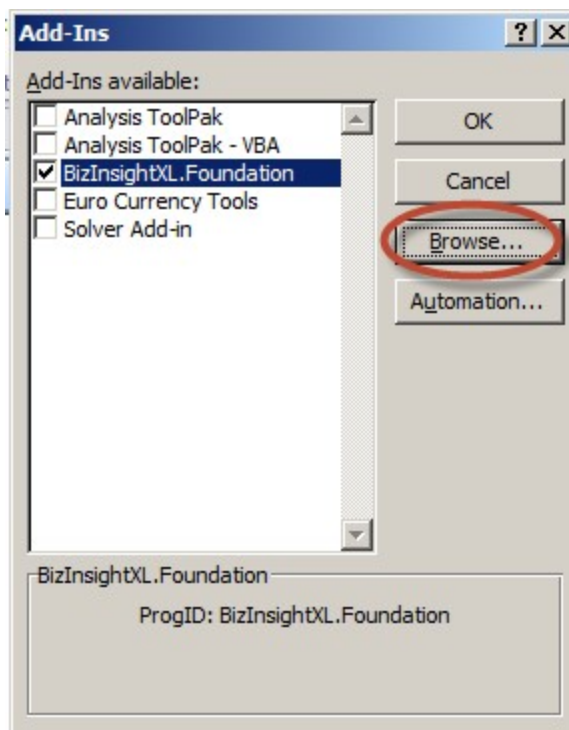 Add-Ins
Add-Ins available:
Analysis ToolPak
Analysis ToolPak - VBA
BizInsightXL.Foundation
Euro Currency Tools
Solver Add-in
OK
Cancel
Browse...
Automation...
BizInsightXL.Foundation
ProgID: BizInsightXL.Foundation